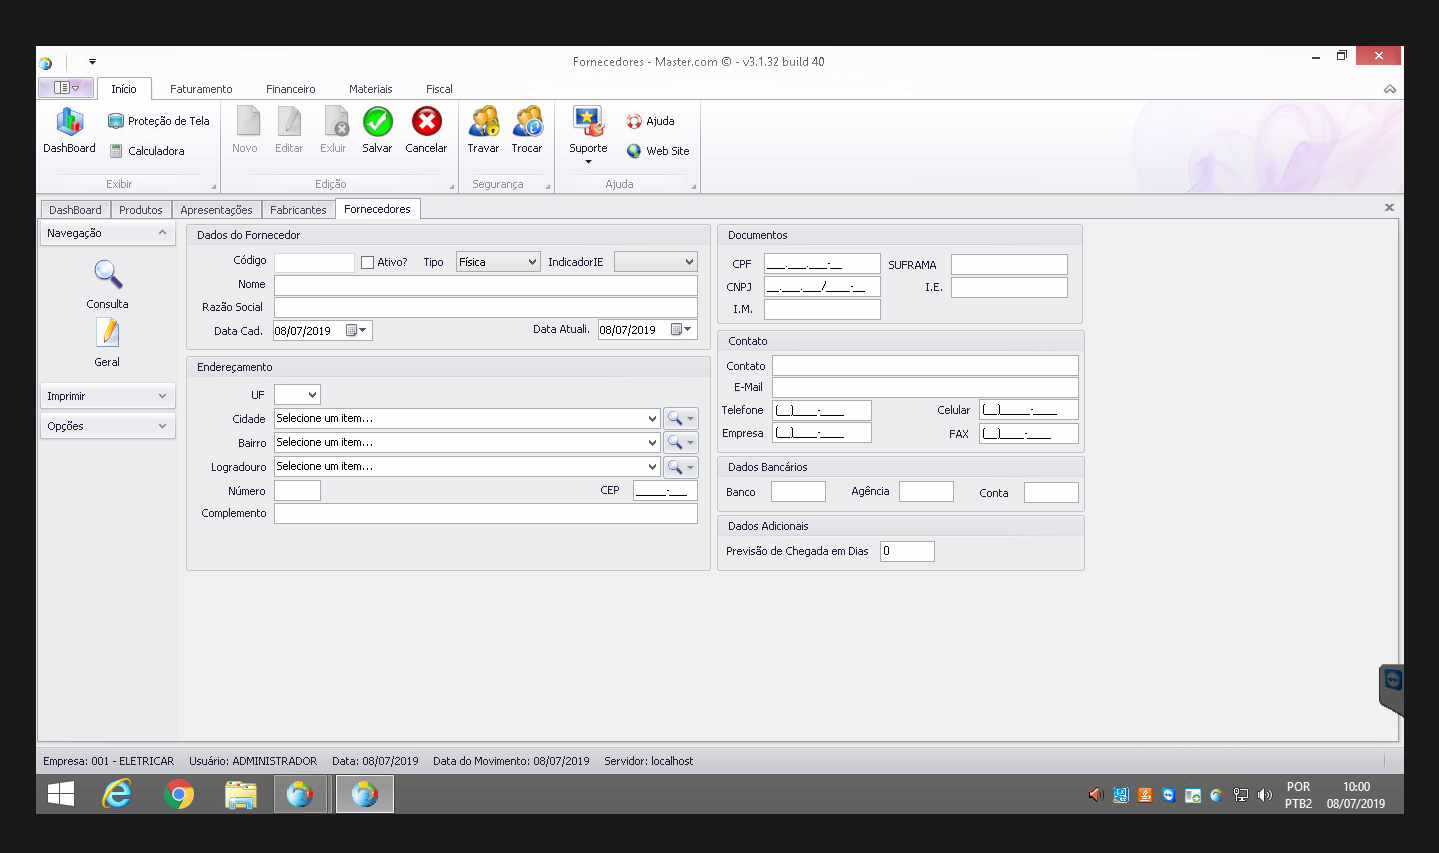 Fornecedores - Master.com © - v3.1.32 build 40
Início Faturamento Financeiro Materiais Fiscal
DashBoard
Proteção de Tela
Calculadora
Exibir
Novo Editar Exluir Salvar Cancelar
Edição
Travar Trocar
Segurança
Suporte
Ajuda
Web Site
Ajuda
DashBoard Produtos Apresentações Fabricantes Fornecedores
Navegação
Consulta
Geral
Imprimir
Opções
Dados do Fornecedor
Código Ativo? Tipo Física IndicadorIE
Nome
Razão Social
Data Cad. 08/07/2019 Data Atuali. 08/07/2019
Endereçamento
UF
Cidade Selecione um item...
Bairro Selecione um item...
Logradouro Selecione um item...
Número CEP _____-___
Complemento
Documentos
CPF ___.___.___-__ SUFRAMA
CNPJ __.___.___/____-__ I.E.
I.M.
Contato
Contato
E-Mail
Telefone (__)____-____ Celular (__)_____-____
Empresa (__)____-____ FAX (__)____-____
Dados Bancários
Banco Agência Conta
Dados Adicionais
Previsão de Chegada em Dias 0
Empresa: 001 - ELETRICAR Usuário: ADMINISTRADOR Data: 08/07/2019 Data do Movimento: 08/07/2019 Servidor: localhost
POR 10:00
PTB2 08/07/2019